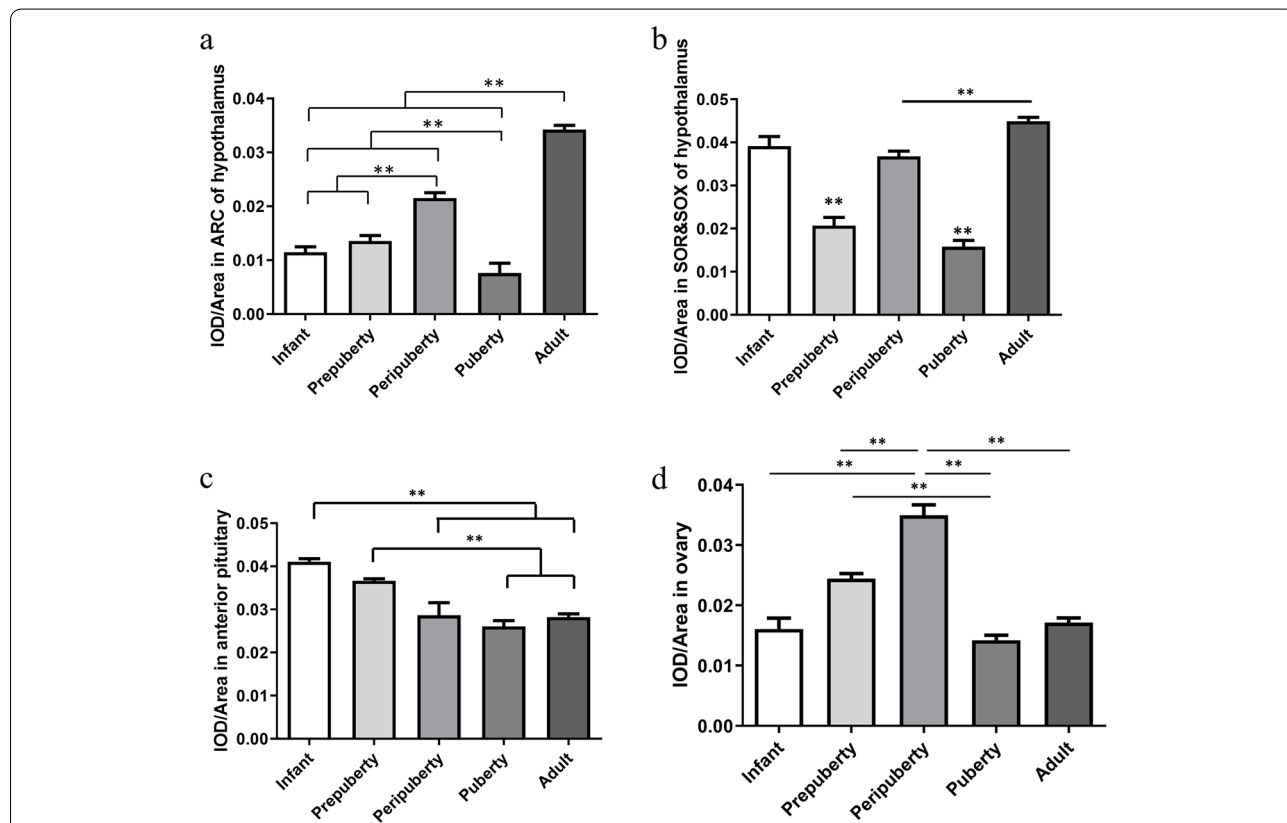 a
**
**
**
IOD/Area in ARC of hypothalamus
0.04
0.03
0.02
0.01
0.00
Infant
Prepuberty
Peripuberty
Puberty
Adult
b
**
**
**
IOD/Area in SOR&SOX of hypothalamus
0.05
0.04
0.03
0.02
0.01
0.00
Infant
Prepuberty
Peripuberty
Puberty
Adult
c
**
**
IOD/Area in anterior pituitary
0.05
0.04
0.03
0.02
0.01
0.00
Infant
Prepuberty
Peripuberty
Puberty
Adult
d
** **
** **
**
IOD/Area in ovary
0.04
0.03
0.02
0.01
0.00
Infant
Prepuberty
Peripuberty
Puberty
Adult